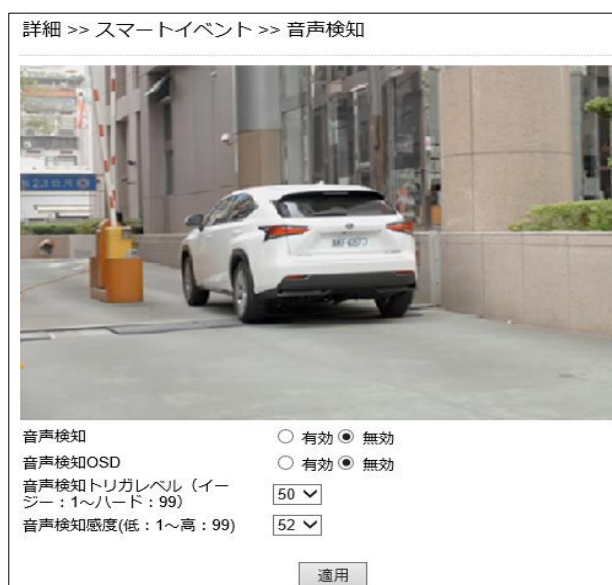 詳細 >> スマートイベント >> 音声検知
音声検知
有効 無効
音声検知OSD
有効 無効
音声検知トリガレベル（イー
ジー：1～ハード：99）
50
音声検知感度(低：1～高：99)
52
適用